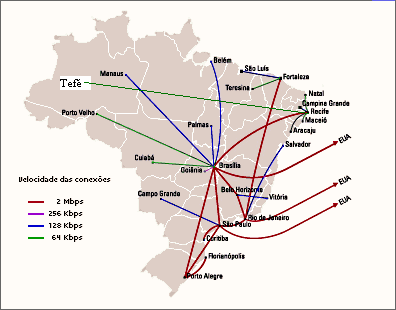 Belém
São Luís
Manaus
Fortaleza
Tefé
Teresina
Natal
Campina Grande
Recife
Porto Velho
Maceió
Palmas
Aracaju
Salvador
EUA
Cuiabá
Goiânia
Brasília
Velocidade das conexões
EUA
Belo Horizonte
Campo Grande
Vitória
2 Mbps
EUA
256 Kbps
Rio de Janeiro
São Paulo
128 Kbps
64 Kbps
Curitiba
Florianópolis
Porto Alegre